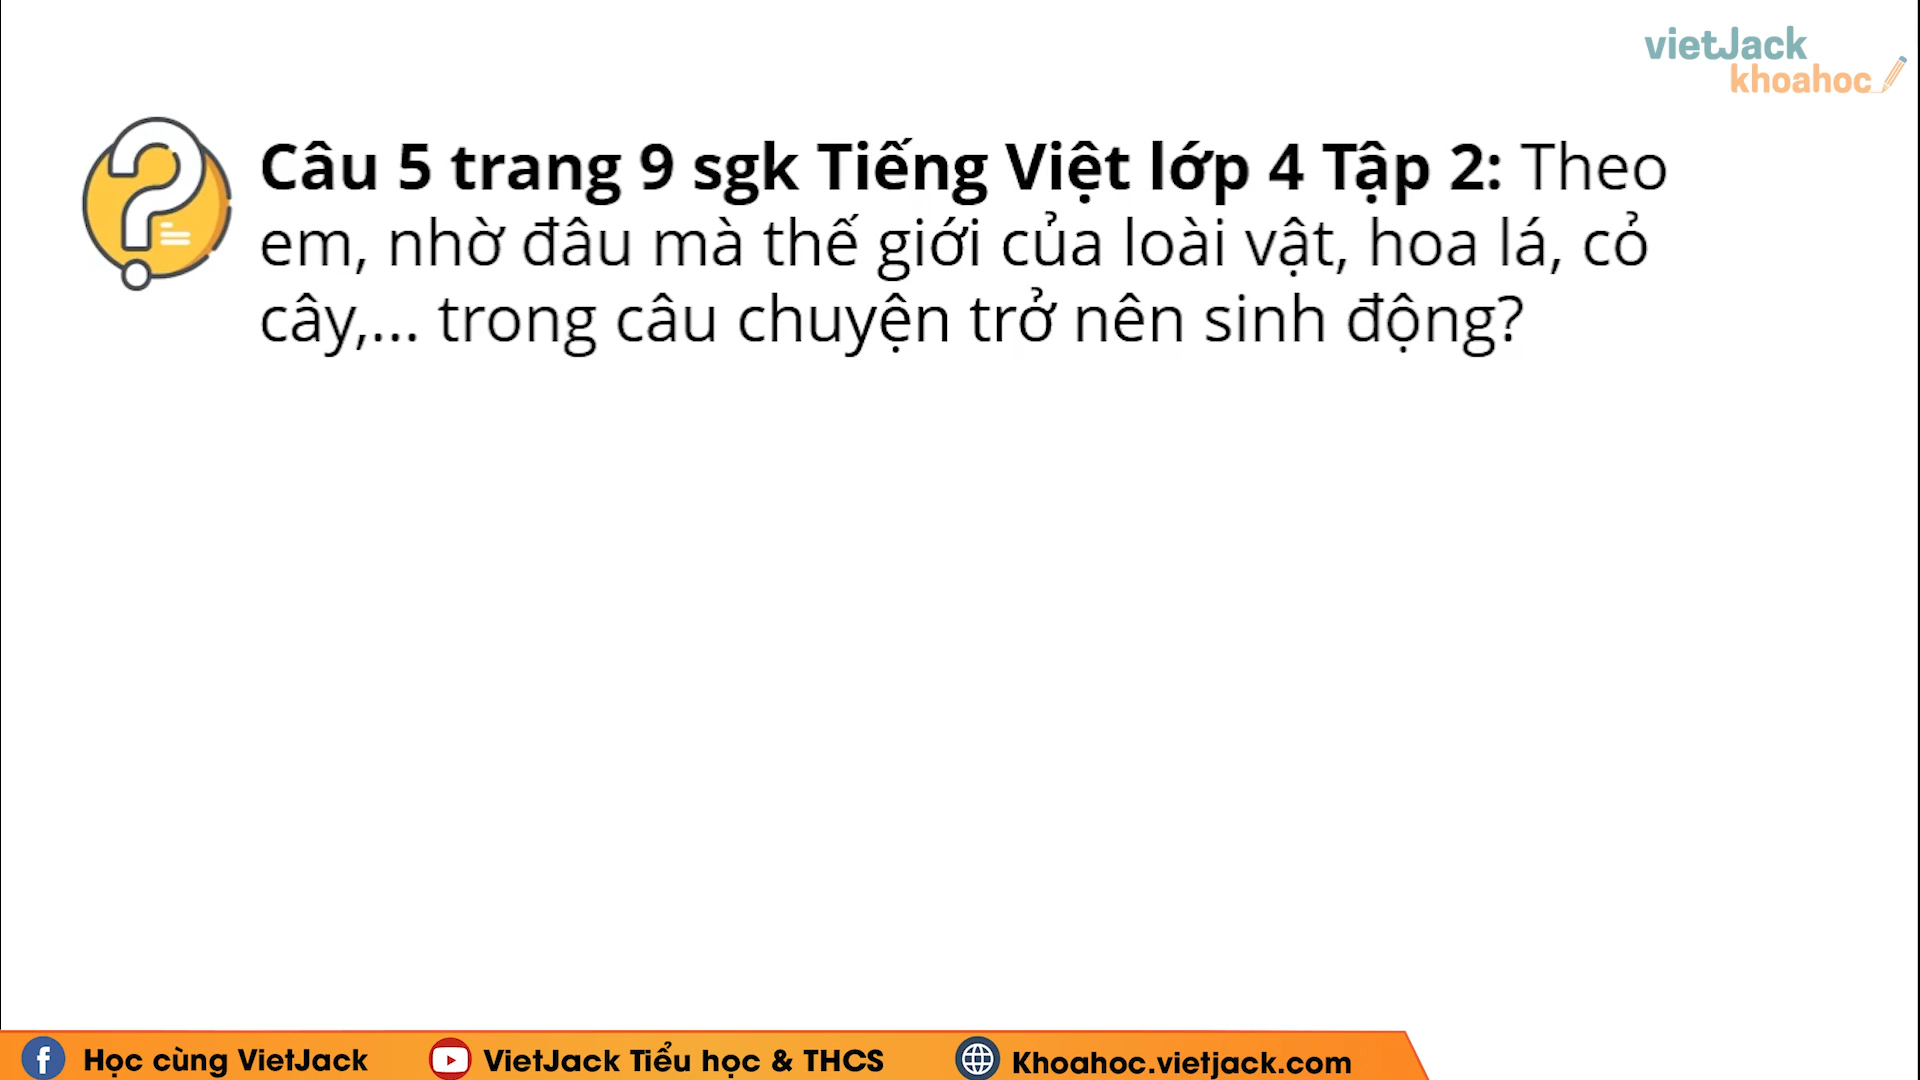 vietJack
khoahoc
Câu 5 trang 9 sgk Tiếng Việt lớp 4 Tập 2: Theo
em, nhờ đâu mà thế giới của loài vật, hoa lá, cỏ
cây,... trong câu chuyện trở nên sinh động?
Học cùng VietJack
VietJack Tiểu học & THCS
Khoahoc.vietjack.com